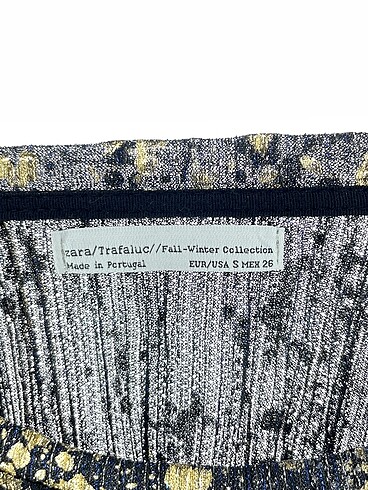 zara/Trafaluc//Fall-Winter Collection
Made in Portugal EUR/USA S MEX 26